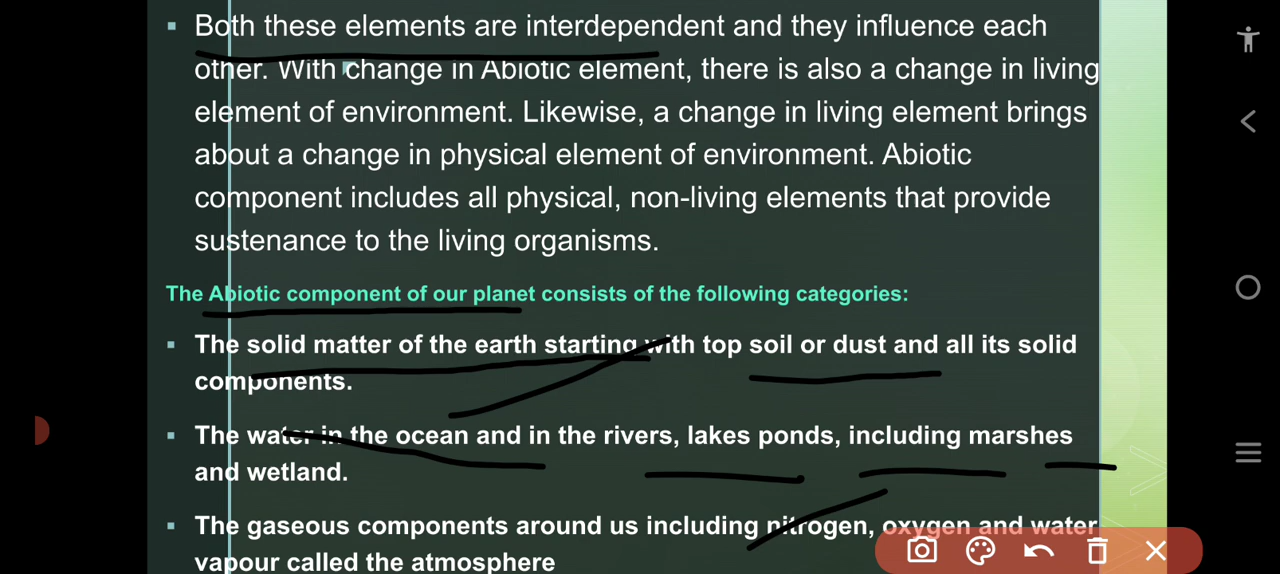 Both these elements are interdependent and they influence each
other. With change in Abiotic element, there is also a change in living
element of environment. Likewise, a change in living element brings
about a change in physical element of environment. Abiotic
component includes all physical, non-living elements that provide
sustenance to the living organisms.
The Abiotic component of our planet consists of the following categories:
The solid matter of the earth starting with top soil or dust and all its solid
components.
The water in the ocean and in the rivers, lakes ponds, including marshes
and wetland.
The gaseous components around us including nitrogen, oxygen and water
vapour called the atmosphere